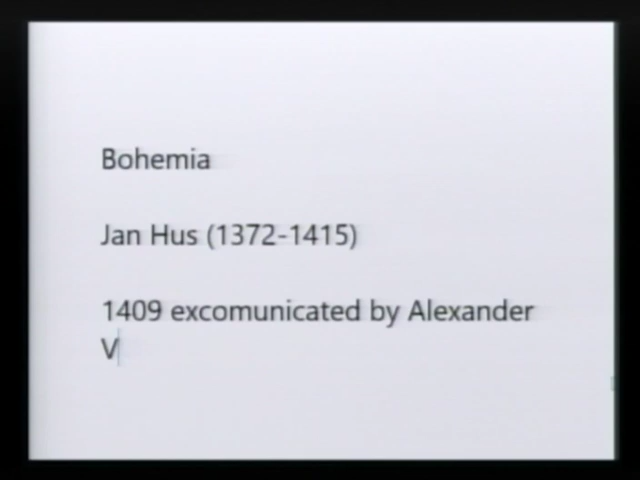 Bohemia
Jan Hus (1372-1415)
1409 excomunicated by Alexander
V